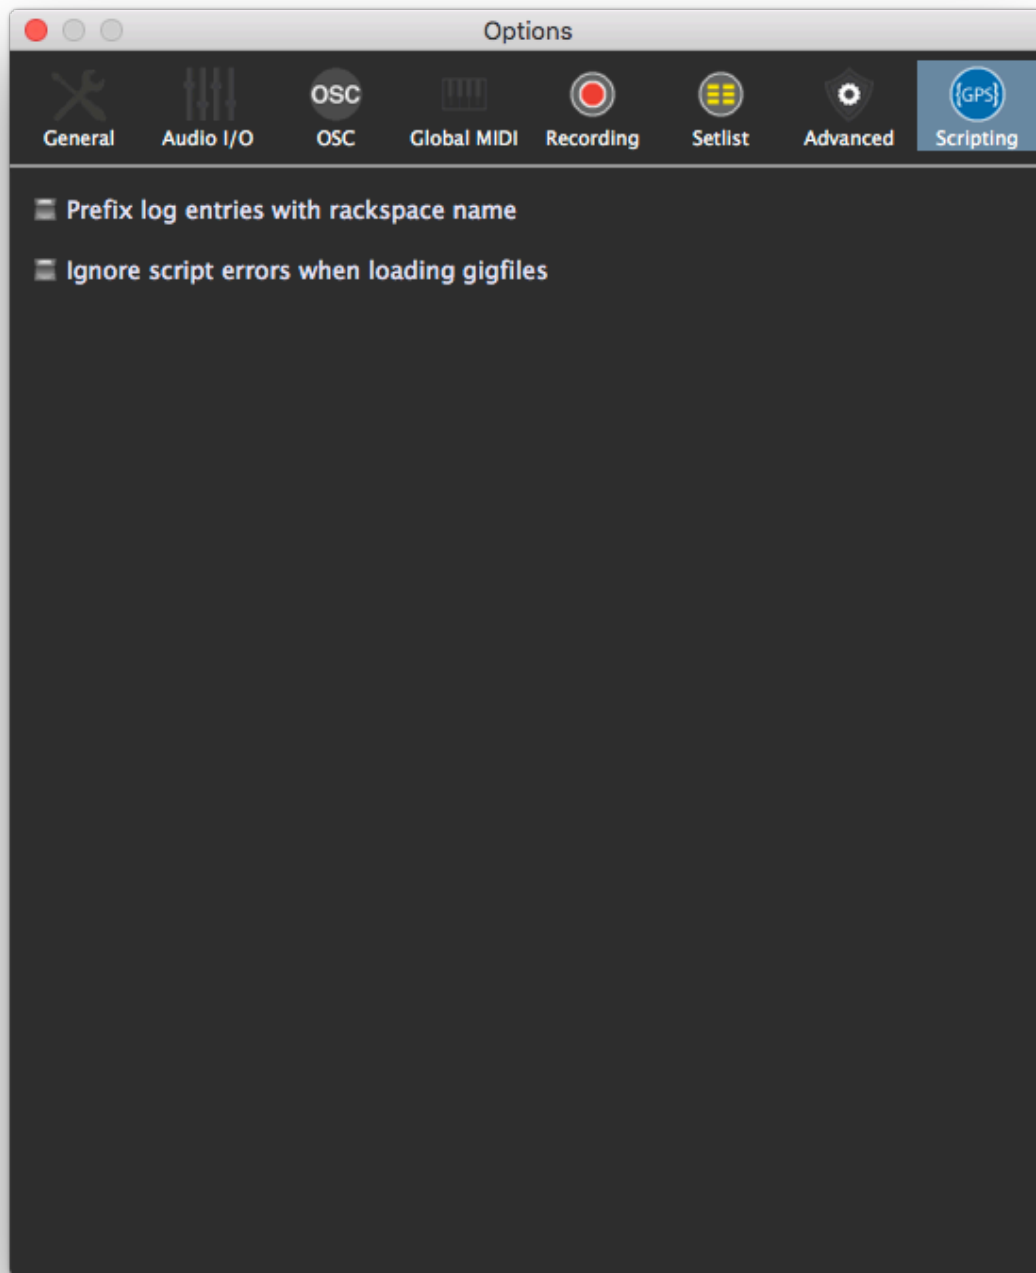 Options
OSC
{GPS}
General Audio I/O OSC Global MIDI Recording Setlist Advanced Scripting
Prefix log entries with rackspace name
Ignore script errors when loading gigfiles